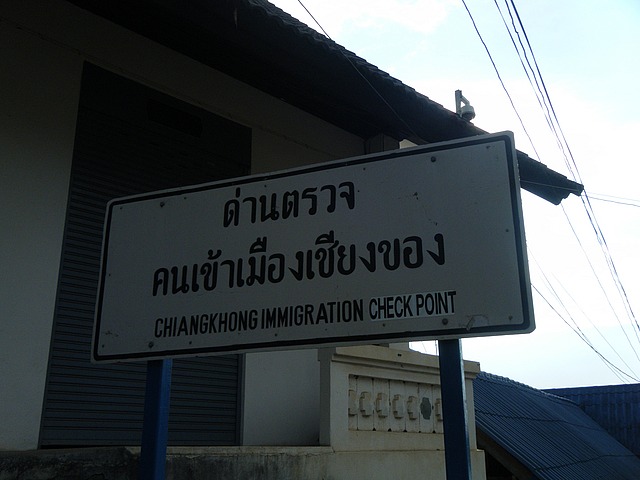 ด่านตรวจ
คนเข้าเมืองเชียงของ
CHIANGKHONG IMMIGRATION CHECK POINT